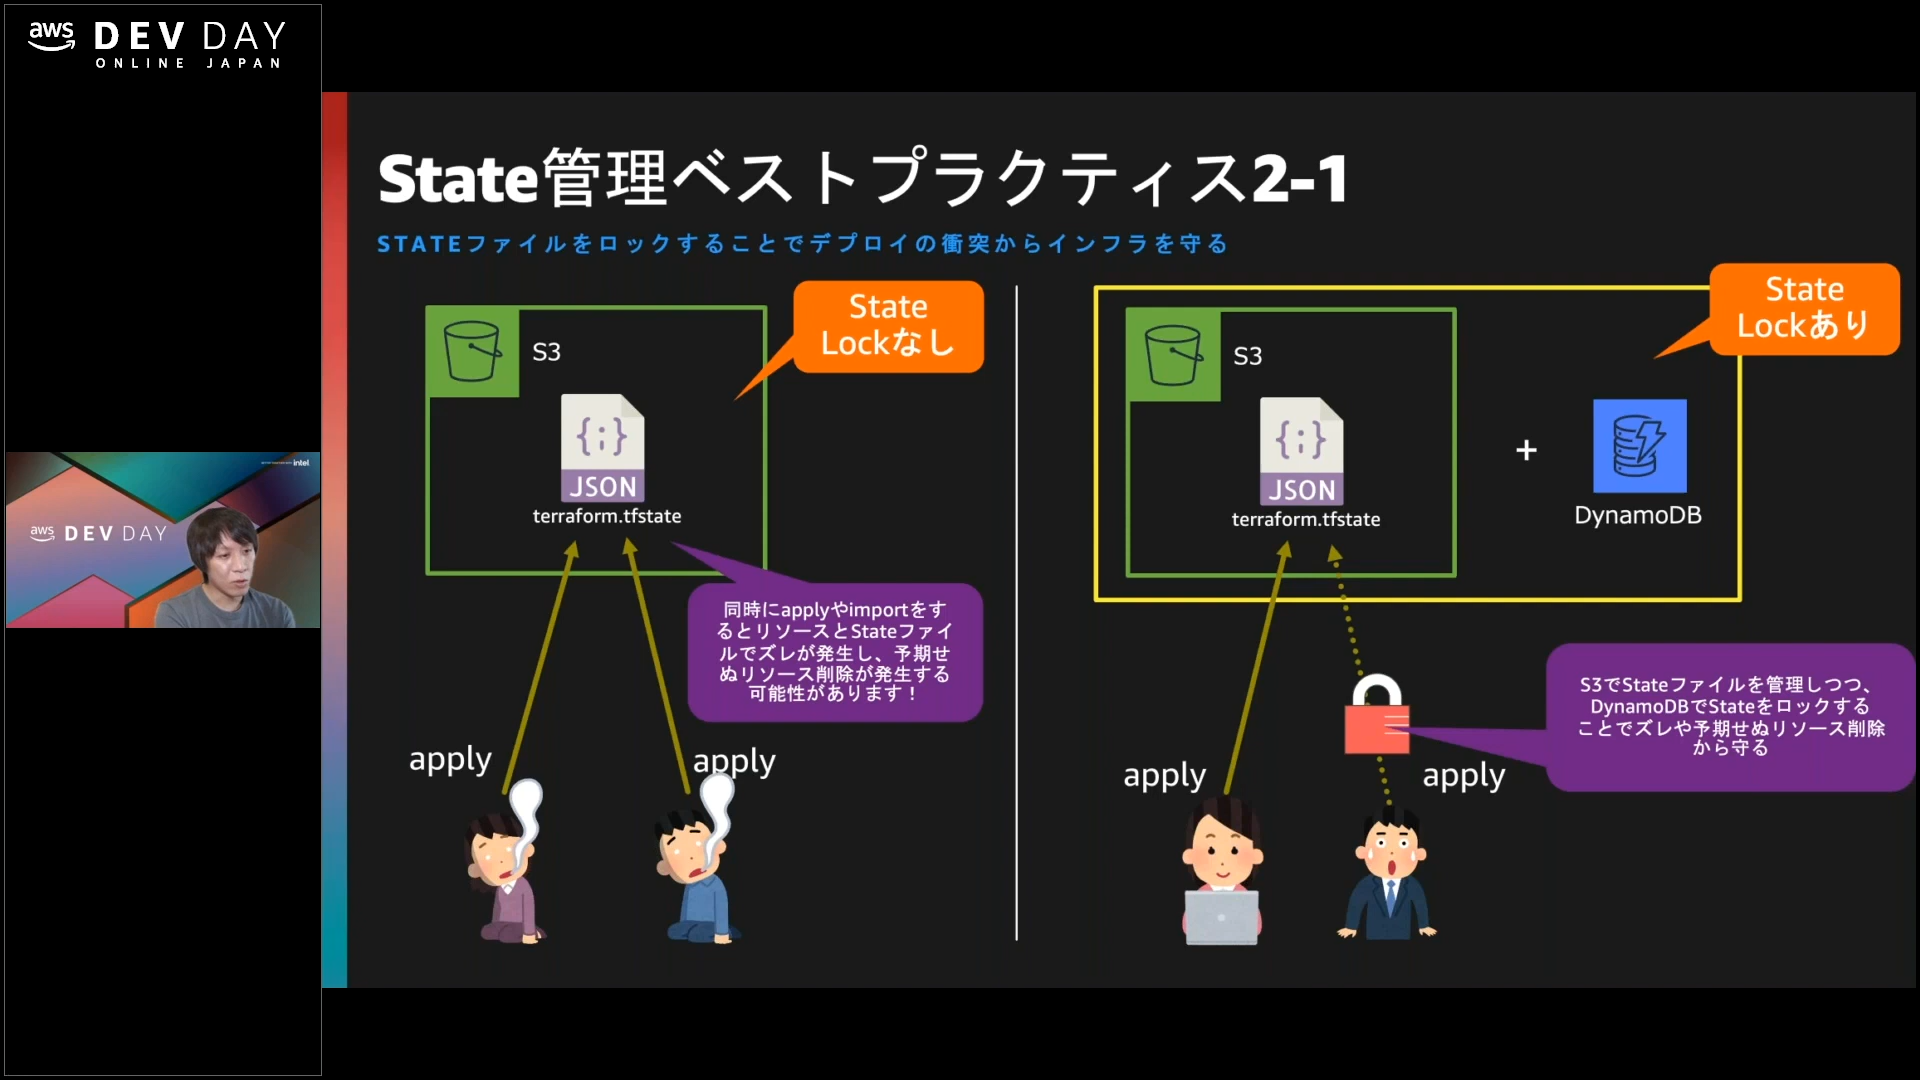 aws DEV DAY
ONLINE JAPAN
State管理ベストプラクティス2-1
STATEファイルをロックすることでデプロイの衝突からインフラを守る
State
Lockなし
S3
{;}
JSON
terraform.tfstate
同時にapplyやimportをす
るとリソースとStateファイ
ルでズレが発生し、予期せ
ぬリソース削除が発生する
可能性があります！
apply
apply
State
Lockあり
S3
{;}
JSON
terraform.tfstate
+
DynamoDB
S3でStateファイルを管理しつつ、
DynamoDBでStateをロックする
ことでズレや予期せぬリソース削除
から守る
apply
apply
intel
aws DEV DAY